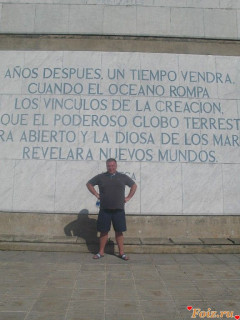 AÑOS DESPUES, UN TIEMPO VENDRA,
CUANDO EL OCEANO ROMPA
LOS VINCULOS DE LA CREACION,
QUE EL PODEROSO GLOBO TERREST
RA ABIERTO Y LA DIOSA DE LOS MAR
REVELARA NUEVOS MUNDOS
Fotz.ru